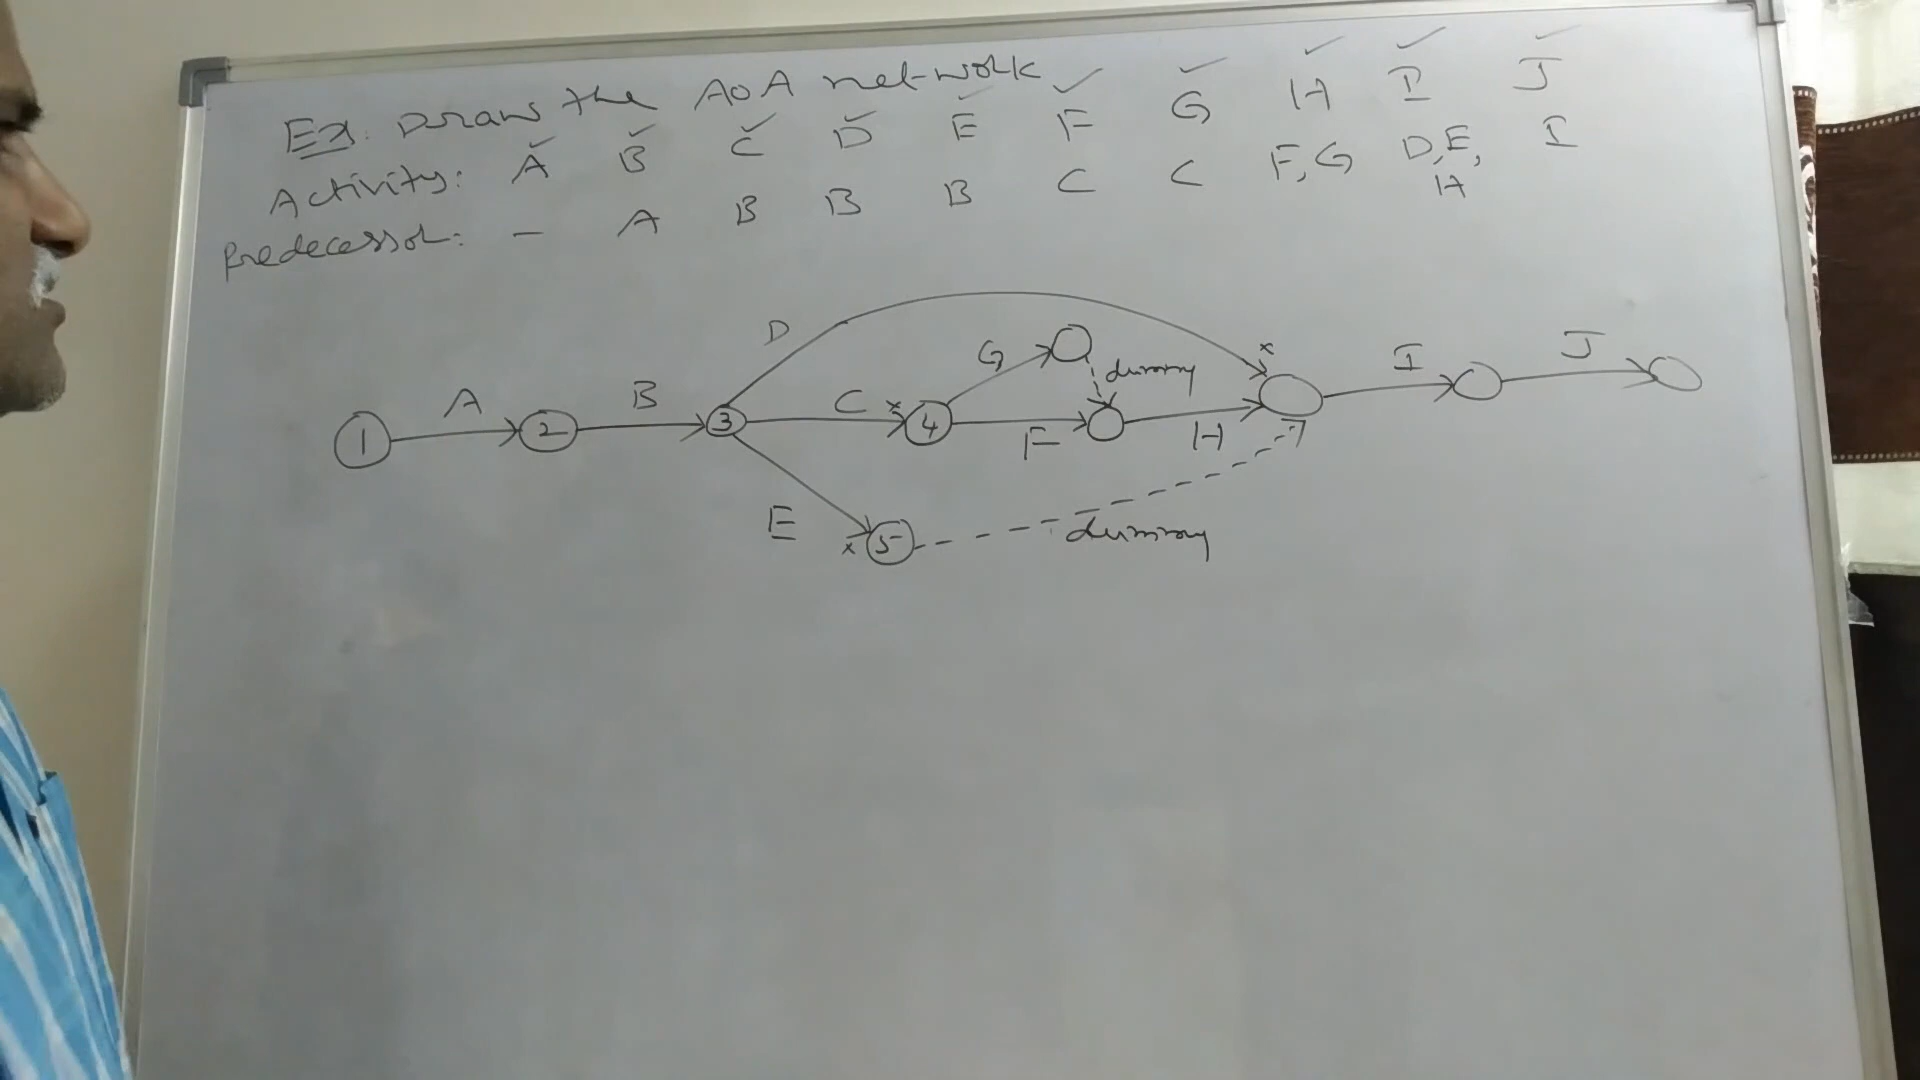 Ex. Draw the AOA network
Activity: A B C D E F G H I J
Predecessor: - A B B B C C F,G D,E, I
H
D
G dummy I J
A B C
1 2 3 4 F H
E 5 dummy